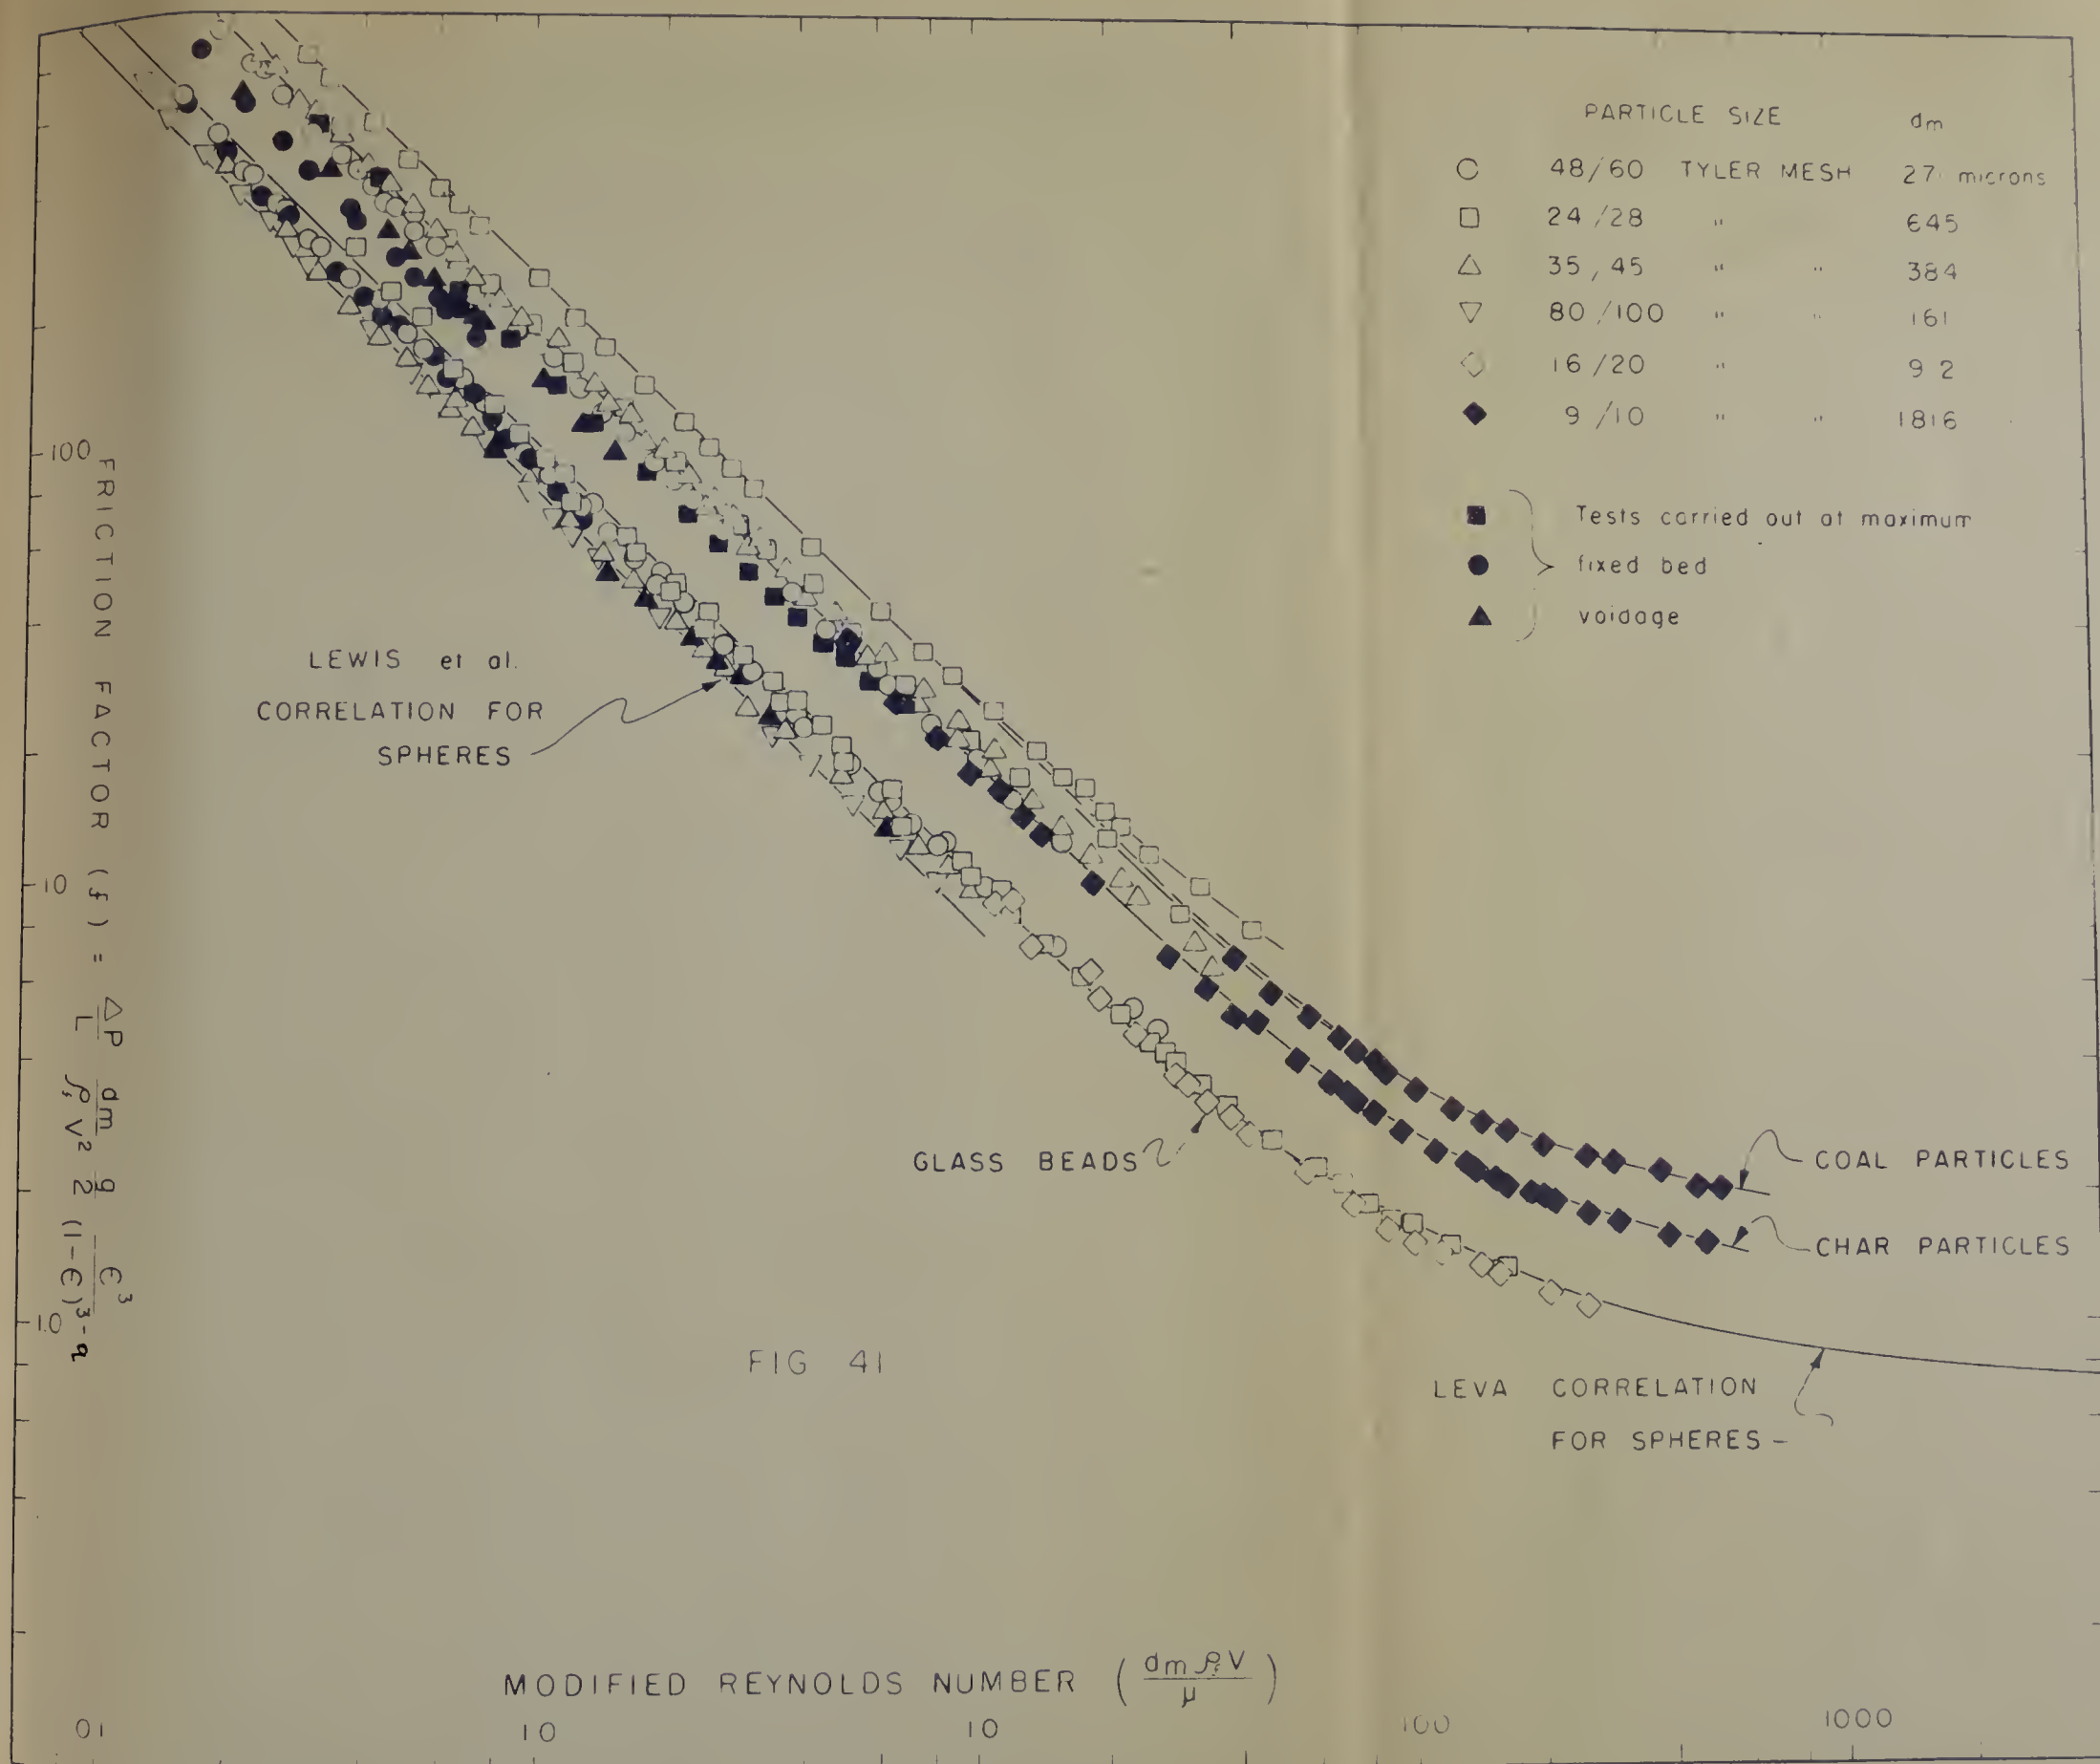 PARTICLE SIZE dm
48/60 TYLER MESH 27 microns
24/28 " 645
35,45 " " 384
80/100 " " 161
16/20 " 9 2
9/10 " " 1816
Tests carried out at maximum
fixed bed
voidage
100
10
1.0
FRICTION FACTOR (f) = ΔP/L dm/ρf V² g/2 ε³/(1-ε)³⁻ⁿ
LEWIS et al.
CORRELATION FOR
SPHERES
GLASS BEADS
COAL PARTICLES
CHAR PARTICLES
FIG 41
LEVA CORRELATION
FOR SPHERES -
MODIFIED REYNOLDS NUMBER (dm ρf V/μ)
01 10 10 100 1000